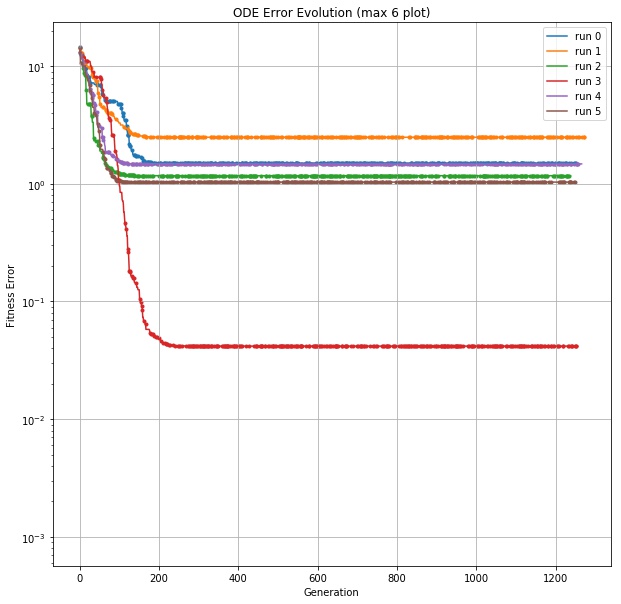 ODE Error Evolution (max 6 plot)
run 0
run 1
run 2
run 3
run 4
run 5
Fitness Error
10¹
10⁰
10⁻¹
10⁻²
10⁻³
0 200 400 600 800 1000 1200
Generation